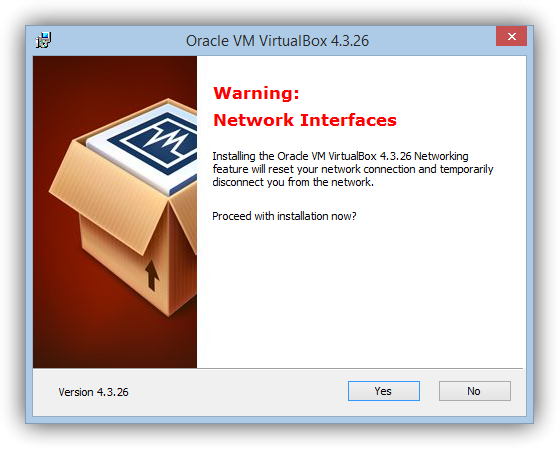 Oracle VM VirtualBox 4.3.26
Warning:
Network Interfaces
Installing the Oracle VM VirtualBox 4.3.26 Networking
feature will reset your network connection and temporarily
disconnect you from the network.
Proceed with installation now?
Version 4.3.26
Yes
No